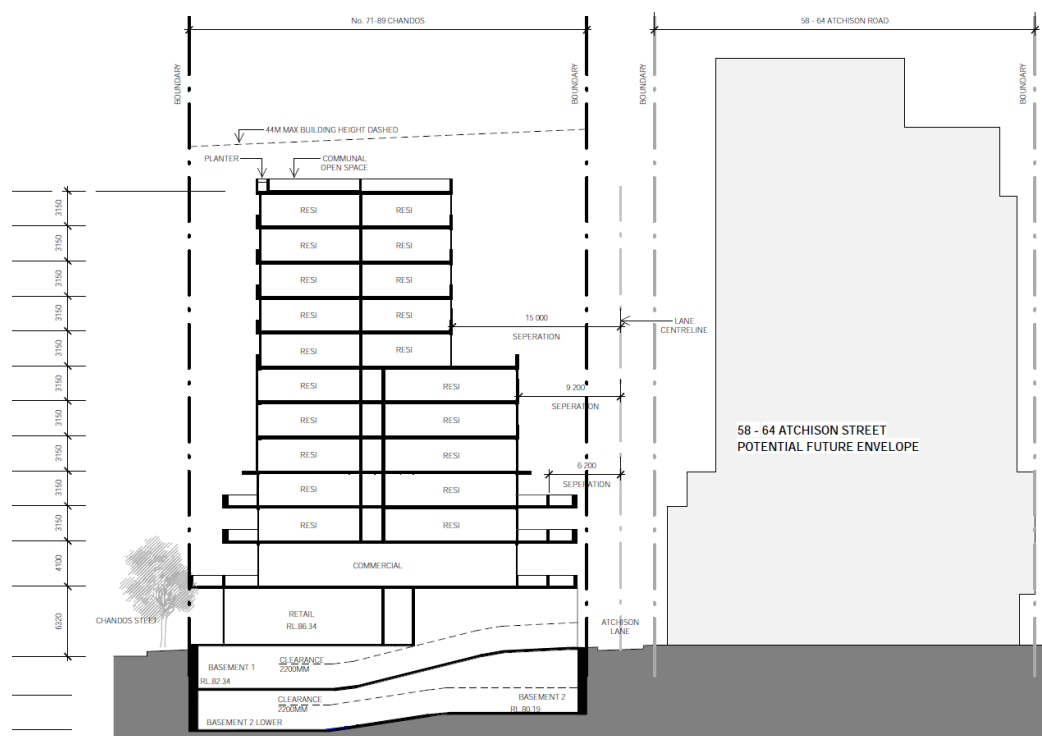 No. 71-89 CHANDOS
58 - 64 ATCHISON ROAD
BOUNDARY
BOUNDARY
BOUNDARY
BOUNDARY
44M MAX BUILDING HEIGHT DASHED
PLANTER
COMMUNAL
OPEN SPACE
3150
RESI
RESI
3150
RESI
RESI
3150
RESI
RESI
3150
RESI
RESI
15 000
SEPERATION
LANE
CENTRELINE
3150
RESI
RESI
3150
RESI
RESI
9 200
SEPERATION
3150
RESI
RESI
58 - 64 ATCHISON STREET
POTENTIAL FUTURE ENVELOPE
3150
RESI
RESI
6 200
SEPERATION
3150
RESI
RESI
3150
RESI
RESI
4100
COMMERCIAL
6320
CHANDOS STEET
RETAIL
RL.86.34
ATCHISON
LANE
BASEMENT 1
RL.82.34
CLEARANCE
2200MM
CLEARANCE
2200MM
BASEMENT 2
RL.80.19
BASEMENT 2 LOWER